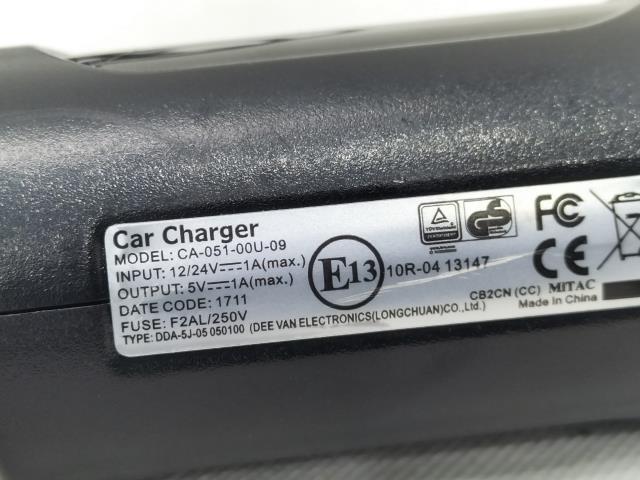 Car Charger
MODEL: CA-051-00U-09
INPUT: 12/24V⎓1A(max.)
OUTPUT: 5V⎓1A(max.)
DATE CODE: 1711
FUSE: F2AL/250V
TYPE: DDA-5J-05 050100 (DEE VAN ELECTRONICS(LONGCHUAN)CO.,Ltd.)
E13 10R-04 13147
GS
FC
CE
CB2CN (CC) MiTAC
Made in China